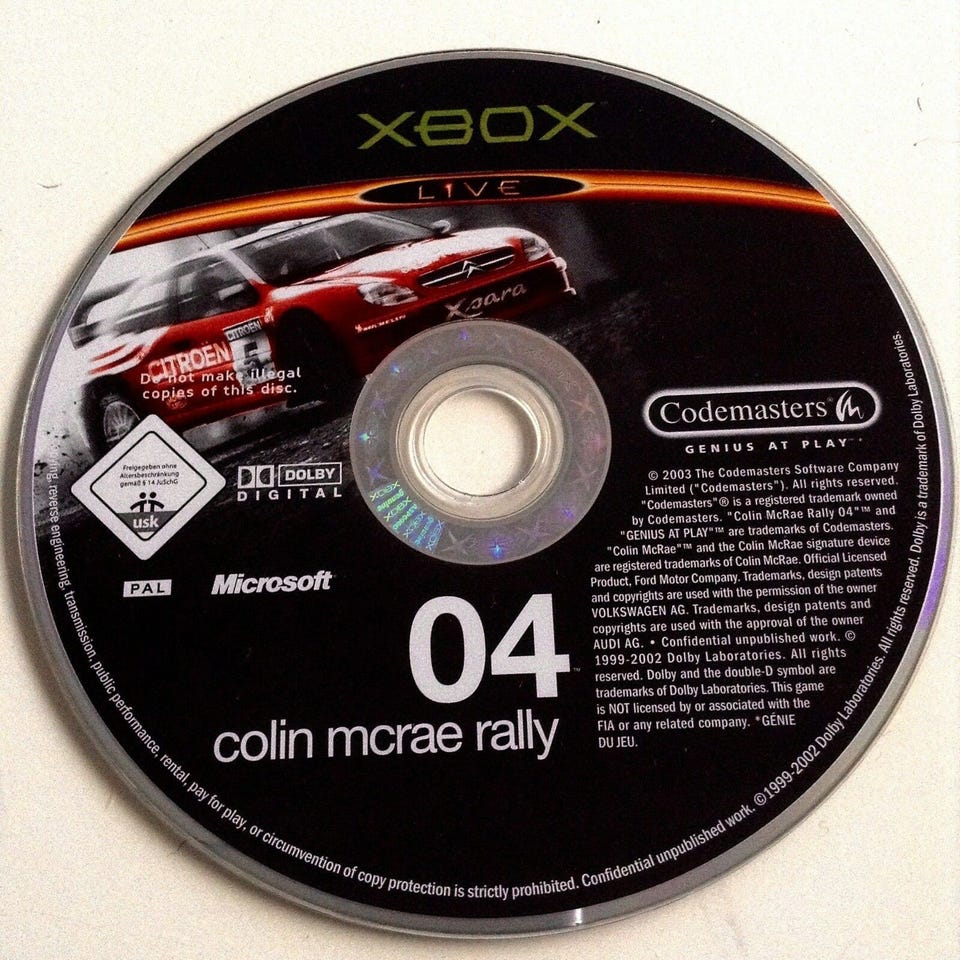 XBOX
LIVE
Xsara
MICHELIN
CITROËN
CITROËN
Do not make illegal
copies of this disc.
Freigegeben ohne
Altersbeschränkung
gemäß § 14 JuSchG
usk
DOLBY
DIGITAL
PAL
Microsoft
Codemasters®
GENIUS AT PLAY™*
© 2003 The Codemasters Software Company
Limited ("Codemasters"). All rights reserved.
"Codemasters"® is a registered trademark owned
by Codemasters. "Colin McRae Rally 04"™ and
"GENIUS AT PLAY"™ are trademarks of Codemasters.
"Colin McRae"™ and the Colin McRae signature device
are registered trademarks of Colin McRae. Official Licensed
Product, Ford Motor Company. Trademarks, design patents
and copyrights are used with the permission of the owner
VOLKSWAGEN AG. Trademarks, design patents and
copyrights are used with the approval of the owner
AUDI AG. • Confidential unpublished work. ©
1999-2002 Dolby Laboratories. All rights
reserved. Dolby and the double-D symbol are
trademarks of Dolby Laboratories. This game
is NOT licensed by or associated with the
FIA or any related company. *GÉNIE
DU JEU.
04™
colin mcrae rally
reverse engineering, transmission, public performance, rental, pay for play, or circumvention of copy protection is strictly prohibited. Confidential unpublished work. ©1999-2002 Dolby Laboratories. All rights reserved. Dolby is a trademark of Dolby Laboratories.